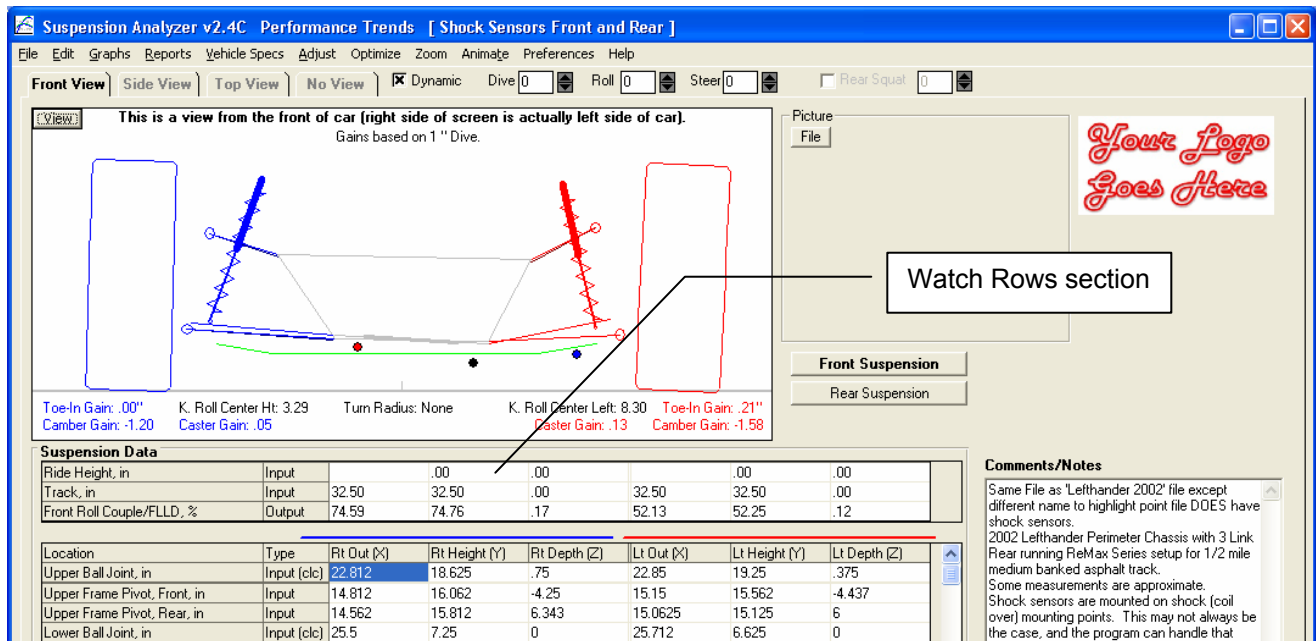 Suspension Analyzer v2.4C Performance Trends [ Shock Sensors Front and Rear ]
File Edit Graphs Reports Vehicle Specs Adjust Optimize Zoom Animate Preferences Help
Front View Side View Top View No View Dynamic Dive 0 Roll 0 Steer 0 Rear Squat 0
View
This is a view from the front of car (right side of screen is actually left side of car).
Gains based on 1 '' Dive.
Picture
File
Your Logo
Goes Here
Watch Rows section
Front Suspension
Rear Suspension
Toe-In Gain: .00'' K. Roll Center Ht: 3.29 Turn Radius: None K. Roll Center Left: 8.30 Toe-In Gain: .21''
Camber Gain: -1.20 Caster Gain: .05 Caster Gain: .13 Camber Gain: -1.58
Suspension Data
Ride Height, in Input .00 .00 .00 .00
Track, in Input 32.50 32.50 .00 32.50 32.50 .00
Front Roll Couple/FLLD, % Output 74.59 74.76 .17 52.13 52.25 .12
Location Type Rt Out (X) Rt Height (Y) Rt Depth (Z) Lt Out (X) Lt Height (Y) Lt Depth (Z)
Upper Ball Joint, in Input (clc) 22.812 18.625 .75 22.85 19.25 .375
Upper Frame Pivot, Front, in Input 14.812 16.062 -4.25 15.15 15.562 -4.437
Upper Frame Pivot, Rear, in Input 14.562 15.812 6.343 15.0625 15.125 6
Lower Ball Joint, in Input (clc) 25.5 7.25 0 25.712 6.625 0
Comments/Notes
Same File as 'Lefthander 2002' file except
different name to highlight point file DOES have
shock sensors.
2002 Lefthander Perimeter Chassis with 3 Link
Rear running ReMax Series setup for 1/2 mile
medium banked asphalt track.
Some measurements are approximate.
Shock sensors are mounted on shock (coil
over) mounting points. This may not always be
the case, and the program can handle that